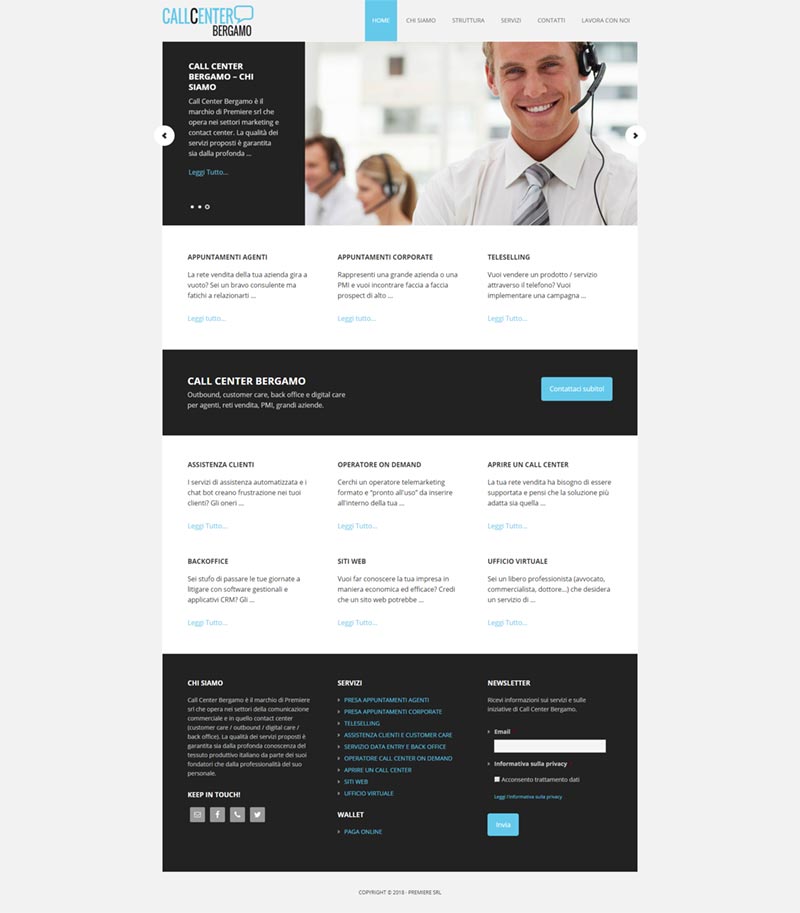 CALLCENTER
BERGAMO
HOME
CHI SIAMO
STRUTTURA
SERVIZI
CONTATTI
LAVORA CON NOI
CALL CENTER
BERGAMO – CHI
SIAMO
Call Center Bergamo è il
marchio di Premiere srl che
opera nei settori marketing e
contact center. La qualità dei
servizi proposti è garantita
sia dalla profonda ...
Leggi Tutto...
APPUNTAMENTI AGENTI
La rete vendita della tua azienda gira a
vuoto? Sei un bravo consulente ma
fatichi a relazionarti ...
Leggi tutto...
APPUNTAMENTI CORPORATE
Rappresenti una grande azienda o una
PMI e vuoi incontrare faccia a faccia
prospect di alto ...
Leggi tutto...
TELESELLING
Vuoi vendere un prodotto / servizio
attraverso il telefono? Vuoi
implementare una campagna ...
Leggi Tutto...
CALL CENTER BERGAMO
Outbound, customer care, back office e digital care
per agenti, reti vendita, PMI, grandi aziende.
Contattaci subito!
ASSISTENZA CLIENTI
I servizi di assistenza automatizzata e i
chat bot creano frustrazione nei tuoi
clienti? Gli oneri ...
Leggi Tutto...
OPERATORE ON DEMAND
Cerchi un operatore telemarketing
formato e “pronto all'uso” da inserire
all'interno della tua ...
Leggi Tutto...
APRIRE UN CALL CENTER
La tua rete vendita ha bisogno di essere
supportata e pensi che la soluzione più
adatta sia quella ...
Leggi Tutto...
BACKOFFICE
Sei stufo di passare le tue giornate a
litigare con software gestionali e
applicativi CRM? Gli ...
Leggi Tutto...
SITI WEB
Vuoi far conoscere la tua impresa in
maniera economica ed efficace? Credi
che un sito web potrebbe ...
Leggi Tutto...
UFFICIO VIRTUALE
Sei un libero professionista (avvocato,
commercialista, dottore...) che desidera
un servizio di ...
Leggi Tutto...
CHI SIAMO
Call Center Bergamo è il marchio di Premiere
srl che opera nei settori della comunicazione
commerciale e in quello contact center
(customer care / outbound / digital care /
back office). La qualità dei servizi proposti è
garantita sia dalla profonda conoscenza del
tessuto produttivo italiano da parte dei suoi
fondatori che dalla professionalità del suo
personale.
KEEP IN TOUCH!
SERVIZI
PRESA APPUNTAMENTI AGENTI
PRESA APPUNTAMENTI CORPORATE
TELESELLING
ASSISTENZA CLIENTI E CUSTOMER CARE
SERVIZIO DATA ENTRY E BACK OFFICE
OPERATORE CALL CENTER ON DEMAND
APRIRE UN CALL CENTER
SITI WEB
UFFICIO VIRTUALE
WALLET
PAGA ONLINE
NEWSLETTER
Ricevi informazioni sui servizi e sulle
iniziative di Call Center Bergamo.
Email *
Informativa sulla privacy *
Acconsento trattamento dati
Leggi l'informativa sulla privacy
Invia
COPYRIGHT © 2018 - PREMIERE SRL